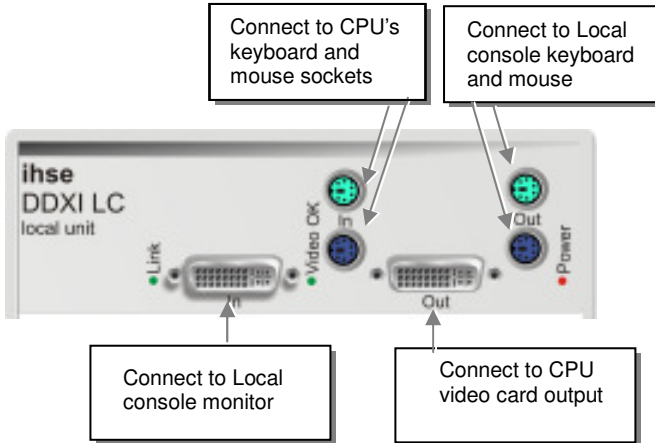 Connect to CPU's
keyboard and
mouse sockets
Connect to Local
console keyboard
and mouse
ihse
DDXI LC
local unit
Link
In
Video OK
In
Out
Out
Power
Connect to Local
console monitor
Connect to CPU
video card output